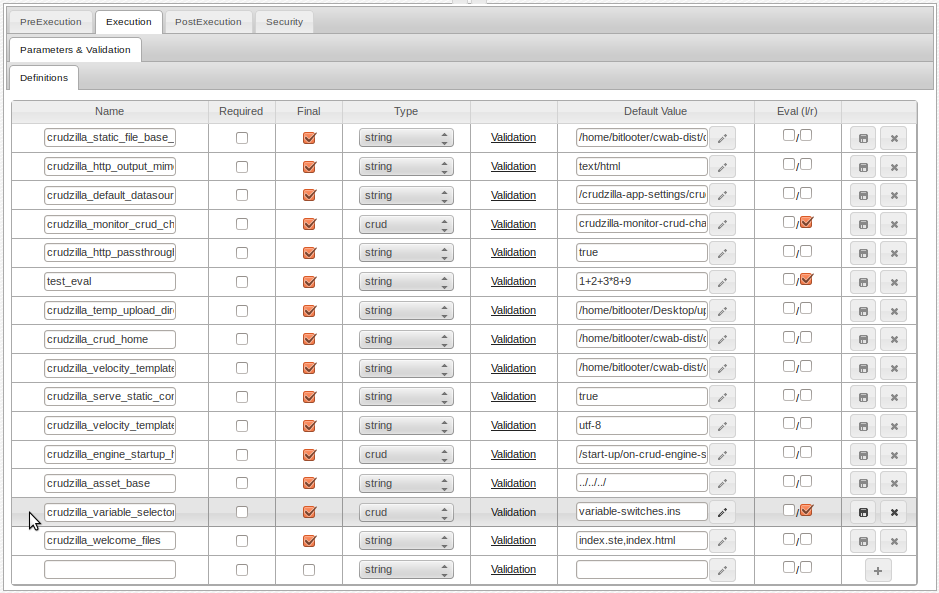 PreExecution Execution PostExecution Security
Parameters & Validation
Definitions
Name Required Final Type Default Value Eval (l/r)
crudzilla_static_file_base_ string Validation /home/bitlooter/cwab-dist/c /
crudzilla_http_output_mim string Validation text/html /
crudzilla_default_datasour string Validation /crudzilla-app-settings/cru /
crudzilla_monitor_crud_ch crud Validation crudzilla-monitor-crud-cha /
crudzilla_http_passthroug string Validation true /
test_eval string Validation 1+2+3*8+9 /
crudzilla_temp_upload_dir string Validation /home/bitlooter/Desktop/up /
crudzilla_crud_home string Validation /home/bitlooter/cwab-dist/c /
crudzilla_velocity_template string Validation /home/bitlooter/cwab-dist/c /
crudzilla_serve_static_con string Validation true /
crudzilla_velocity_template string Validation utf-8 /
crudzilla_engine_startup_h crud Validation /start-up/on-crud-engine-s /
crudzilla_asset_base string Validation ../../../ /
crudzilla_variable_selector crud Validation variable-switches.ins /
crudzilla_welcome_files string Validation index.ste,index.html /
string Validation /